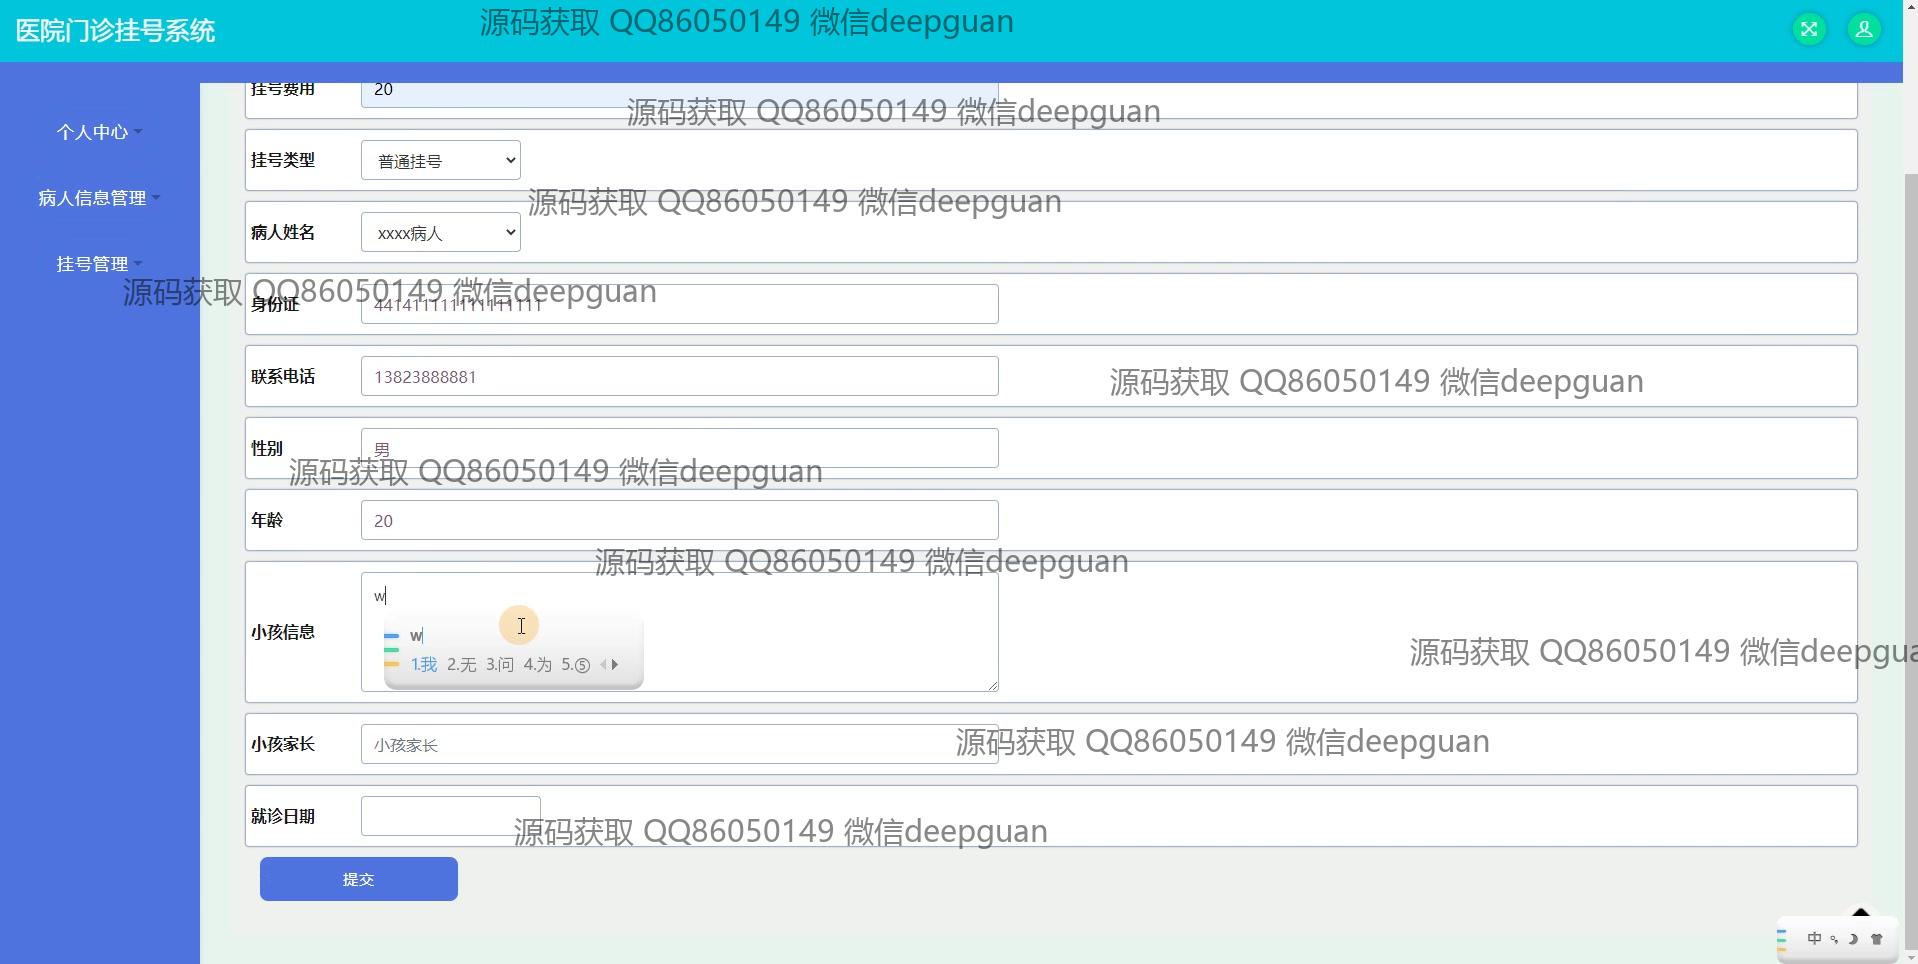 医院门诊挂号系统
源码获取 QQ86050149 微信deepguan
个人中心
病人信息管理
挂号管理
挂号费用 20
源码获取 QQ86050149 微信deepguan
挂号类型 普通挂号
源码获取 QQ86050149 微信deepguan
病人姓名 xxxx病人
源码获取 QQ86050149 微信deepguan
身份证 441411111111111111
联系电话 13823888881
源码获取 QQ86050149 微信deepguan
性别 男
源码获取 QQ86050149 微信deepguan
年龄 20
源码获取 QQ86050149 微信deepguan
小孩信息 w
w
1.我 2.无 3.问 4.为 5.⑤
源码获取 QQ86050149 微信deepgua
小孩家长 小孩家长
源码获取 QQ86050149 微信deepguan
就诊日期
源码获取 QQ86050149 微信deepguan
提交
中